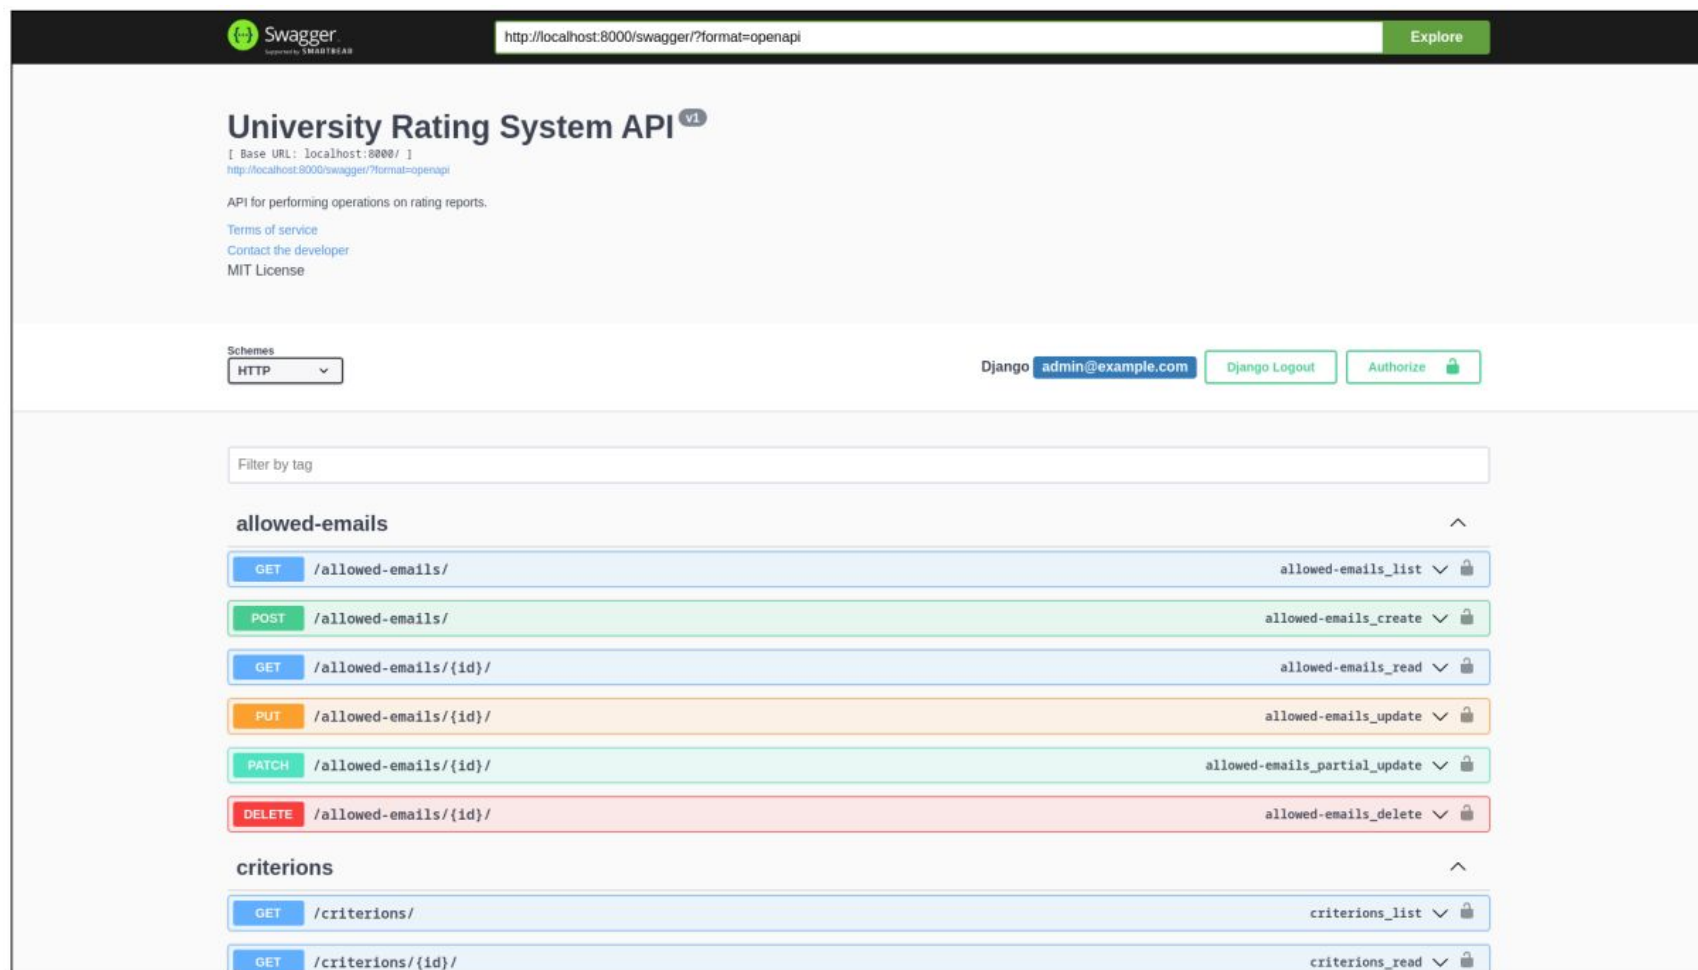 Swagger
Supported by SMARTBEAR
http://localhost:8000/swagger/?format=openapi
Explore
University Rating System API v1
[ Base URL: localhost:8000/ ]
http://localhost:8000/swagger/?format=openapi
API for performing operations on rating reports.
Terms of service
Contact the developer
MIT License
Schemes
HTTP
Django admin@example.com Django Logout Authorize
Filter by tag
allowed-emails
GET /allowed-emails/ allowed-emails_list
POST /allowed-emails/ allowed-emails_create
GET /allowed-emails/{id}/ allowed-emails_read
PUT /allowed-emails/{id}/ allowed-emails_update
PATCH /allowed-emails/{id}/ allowed-emails_partial_update
DELETE /allowed-emails/{id}/ allowed-emails_delete
criterions
GET /criterions/ criterions_list
GET /criterions/{id}/ criterions_read